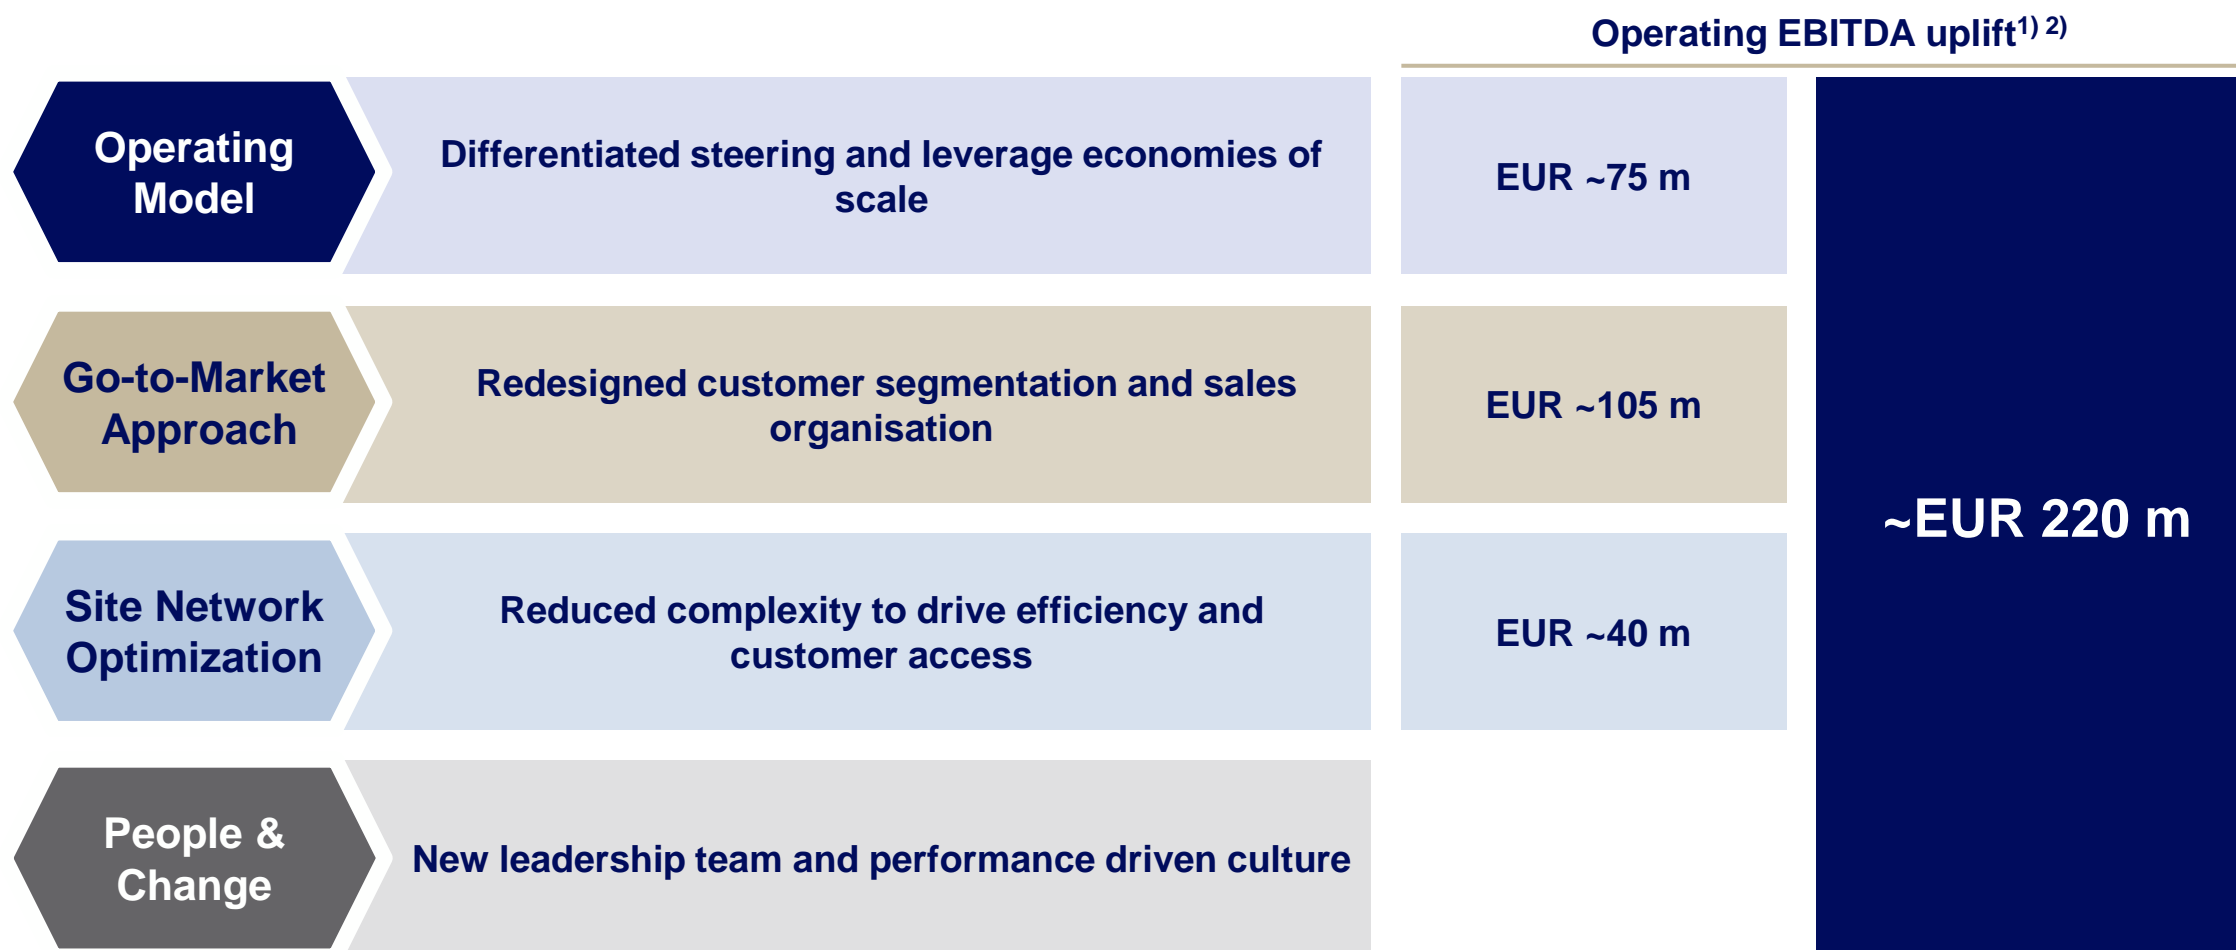 Operating EBITDA uplift1) 2)
Operating
Model
Differentiated steering and leverage economies of
scale
EUR ~75 m
Go-to-Market
Approach
Redesigned customer segmentation and sales
organisation
EUR ~105 m
~EUR 220 m
Site Network
Optimization
Reduced complexity to drive efficiency and
customer access
EUR ~40 m
People &
Change
New leadership team and performance driven culture